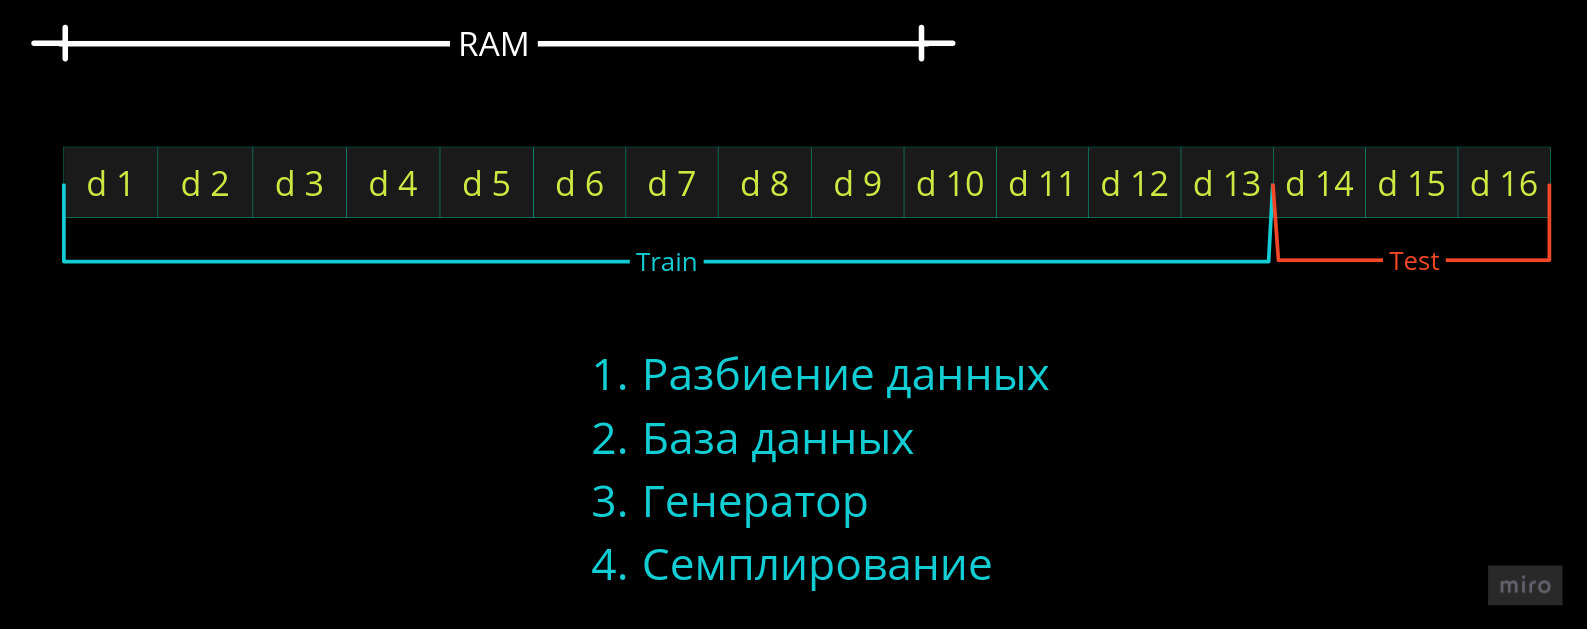 RAM
d 1 d 2 d 3 d 4 d 5 d 6 d 7 d 8 d 9 d 10 d 11 d 12 d 13 d 14 d 15 d 16
Train Test
1. Разбиение данных
2. База данных
3. Генератор
4. Семплирование
miro